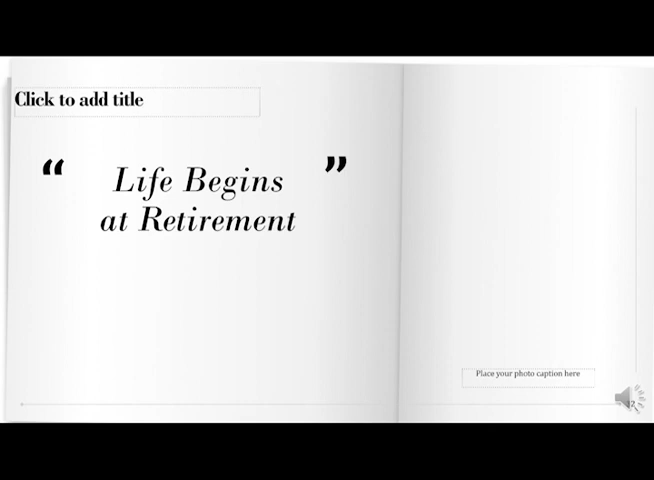 Click to add title
“ Life Begins ”
at Retirement
Place your photo caption here